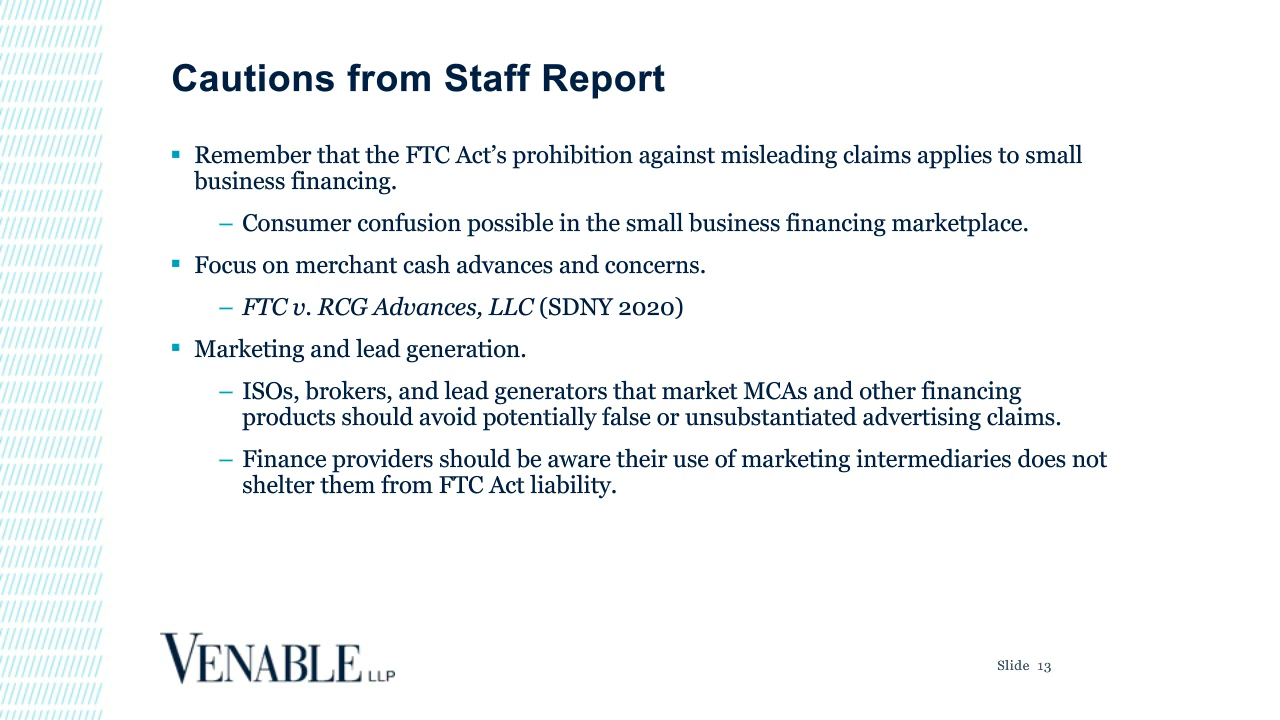 Cautions from Staff Report
▪ Remember that the FTC Act’s prohibition against misleading claims applies to small
business financing.
– Consumer confusion possible in the small business financing marketplace.
▪ Focus on merchant cash advances and concerns.
– FTC v. RCG Advances, LLC (SDNY 2020)
▪ Marketing and lead generation.
– ISOs, brokers, and lead generators that market MCAs and other financing
products should avoid potentially false or unsubstantiated advertising claims.
– Finance providers should be aware their use of marketing intermediaries does not
shelter them from FTC Act liability.
VENABLE LLP
Slide 13